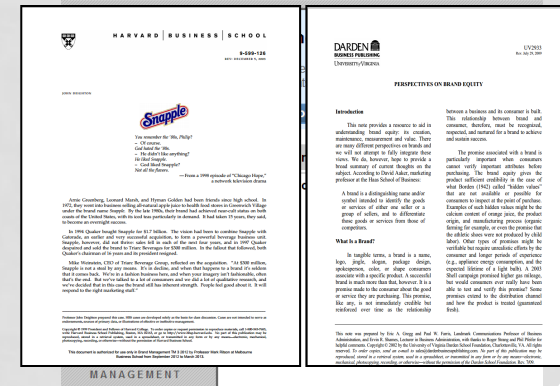 HARVARD | BUSINESS | SCHOOL
9-599-126
Snapple
You remember the '80s, Philip?
– Of course.
God hated the '80s.
– He didn't like anything?
He liked Snapple.
– God liked Snapple?
Not all the flavors.
— From a 1998 episode of "Chicago Hope,"
a network television drama
Arnie Greenberg, Leonard Marsh, and Hyman Golden had been friends since high school. In
1972, they went into business selling all-natural apple juice to health food stores in Greenwich Village
under the brand name Snapple. By the late 1980s, their brand had achieved near-cult status on both
coasts of the United States, with its iced teas particularly in demand. It had taken 15 years, they said,
to become an overnight success.
In 1994 Quaker bought Snapple for $1.7 billion. The vision had been to combine Snapple with
Gatorade, an earlier and very successful acquisition, to form a powerful beverage business unit.
Snapple, however, did not thrive: sales fell in each of the next four years, and in 1997 Quaker
despaired and sold the brand to Triarc Beverages for $300 million. In the fallout that followed, both
Quaker's chairman of 16 years and its president resigned.
Mike Weinstein, CEO of Triarc Beverage Group, reflected on the acquisition. "At $300 million,
Snapple is not a steal by any means. It's in decline, and when that happens to a brand it's seldom
that it comes back. We're in a fashion business here, and when your imagery isn't fashionable, often
that's the end. But we've talked to a lot of consumers and we did a lot of qualitative research, and
we've decided that in this case the brand still has inherent strength. People feel good about it. It will
respond to the right marketing stuff."
This document is authorized for use only in Brand Management TM 3 2012 by Professor Mark Ritson at Melbourne
Business School from September 2012 to March 2013.
DARDEN
BUSINESS PUBLISHING
UNIVERSITY of VIRGINIA
UV2933
PERSPECTIVES ON BRAND EQUITY
Introduction
This note provides a resource to aid in
understanding brand equity: its creation,
maintenance, measurement and value. There
are many different perspectives on brands and
we will not attempt to fully integrate these
views. We do, however, hope to provide a
broad summary of current thoughts on the
subject. According to David Aaker, marketing
professor at the Haas School of Business:
A brand is a distinguishing name and/or
symbol intended to identify the goods
or services of either one seller or a
group of sellers, and to differentiate
these goods or services from those of
competitors.
What Is a Brand?
In tangible terms, a brand is a name,
logo, jingle, slogan, package design,
spokesperson, color, or shape consumers
associate with a specific product. A successful
brand is much more than that, however. It is a
promise made to the consumer about the good
or service they are purchasing. This promise,
like any, is not immediately credible but
reinforced over time as the relationship
between a business and its consumer is built.
This relationship between brand and
consumer, therefore, must be recognized,
respected, and nurtured for a brand to achieve
and sustain success.
The promise associated with a brand is
particularly important when consumers
cannot verify important attributes before
purchasing. The brand equity gives the
product sufficient credibility in the case of
what Borden (1942) called "hidden values"
that are not available or possible for
consumers to inspect at the point of purchase.
Examples of such hidden values might be the
calcium content of orange juice, the product
origin, and manufacturing process (organic
farming for example, or even the promise that
the athletic shoes were not produced by child
labor). Other types of promises might be
verifiable but require unrealistic efforts by the
consumer and longer periods of experience
(e.g., appliance energy consumption, and the
expected lifetime of a light bulb). A 2003
Shell campaign promised higher gas mileage,
but would consumers ever really have been
able to test and verify this promise? Some
promises extend to the distribution channel
and how the product is treated (guaranteed
fresh).
MANAGEMENT